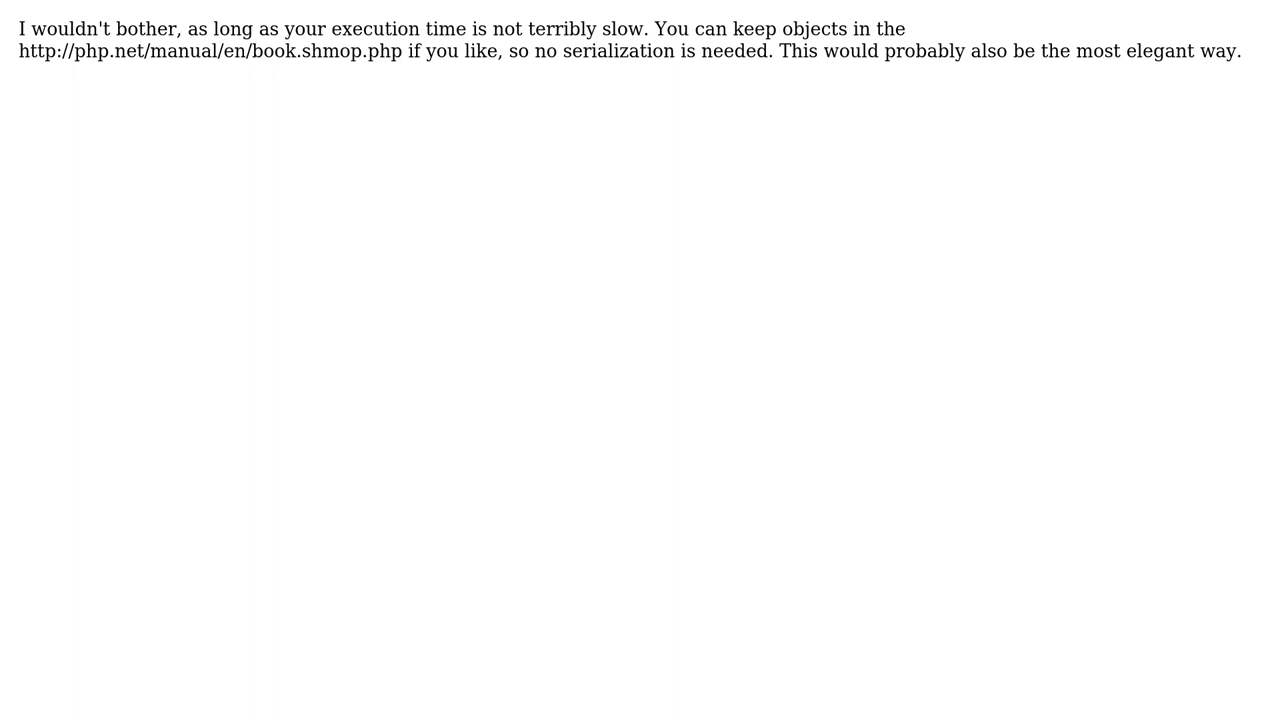 I wouldn't bother, as long as your execution time is not terribly slow. You can keep objects in the
http://php.net/manual/en/book.shmop.php if you like, so no serialization is needed. This would probably also be the most elegant way.